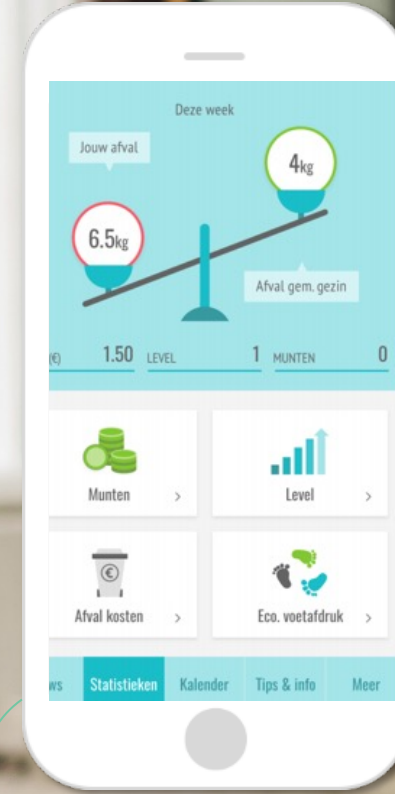 Deze week
Jouw afval
4kg
6.5kg
Afval gem. gezin
(€) 1.50 LEVEL 1 MUNTEN 0
Munten >
Level >
€
Afval kosten >
Eco. voetafdruk >
ws Statistieken Kalender Tips & info Meer